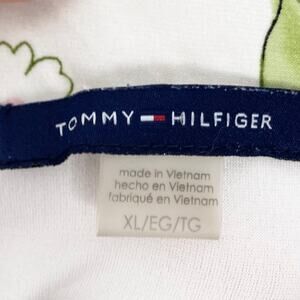 TOMMY HILFIGER
made in Vietnam
hecho en Vietnam
fabriqué en Vietnam
XL/EG/TG